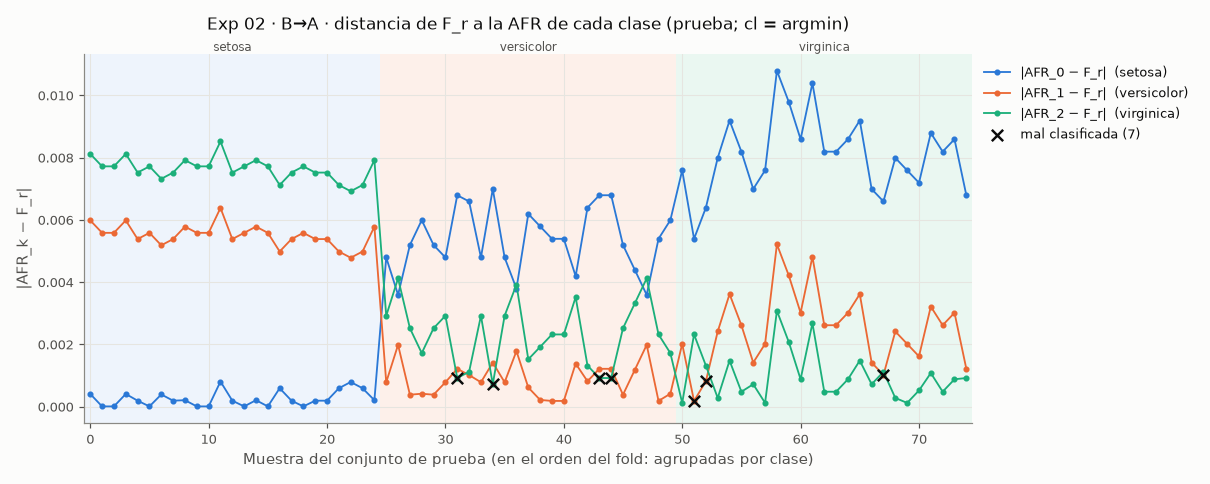 Exp 02 · B→A · distancia de F_r a la AFR de cada clase (prueba; cl = argmin)
setosa
versicolor
virginica
|AFR_0 − F_r|  (setosa)
|AFR_1 − F_r|  (versicolor)
|AFR_2 − F_r|  (virginica)
mal clasificada (7)
|AFR_k − F_r|
0.010
0.008
0.006
0.004
0.002
0.000
0
10
20
30
40
50
60
70
Muestra del conjunto de prueba (en el orden del fold: agrupadas por clase)